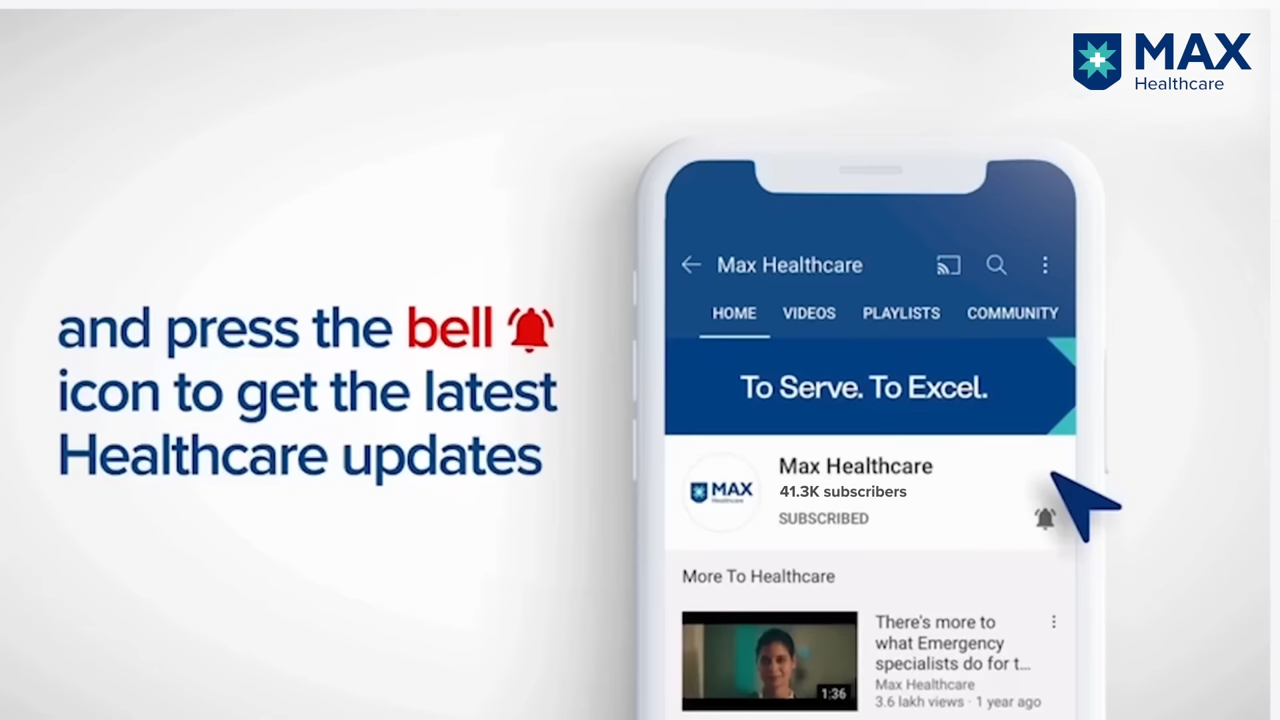 MAX
Healthcare
and press the bell
icon to get the latest
Healthcare updates
Max Healthcare
HOME VIDEOS PLAYLISTS COMMUNITY
To Serve. To Excel.
MAX
Healthcare
Max Healthcare
41.3K subscribers
SUBSCRIBED
More To Healthcare
There's more to
what Emergency
specialists do for t...
Max Healthcare
3.6 lakh views · 1 year ago
1:36